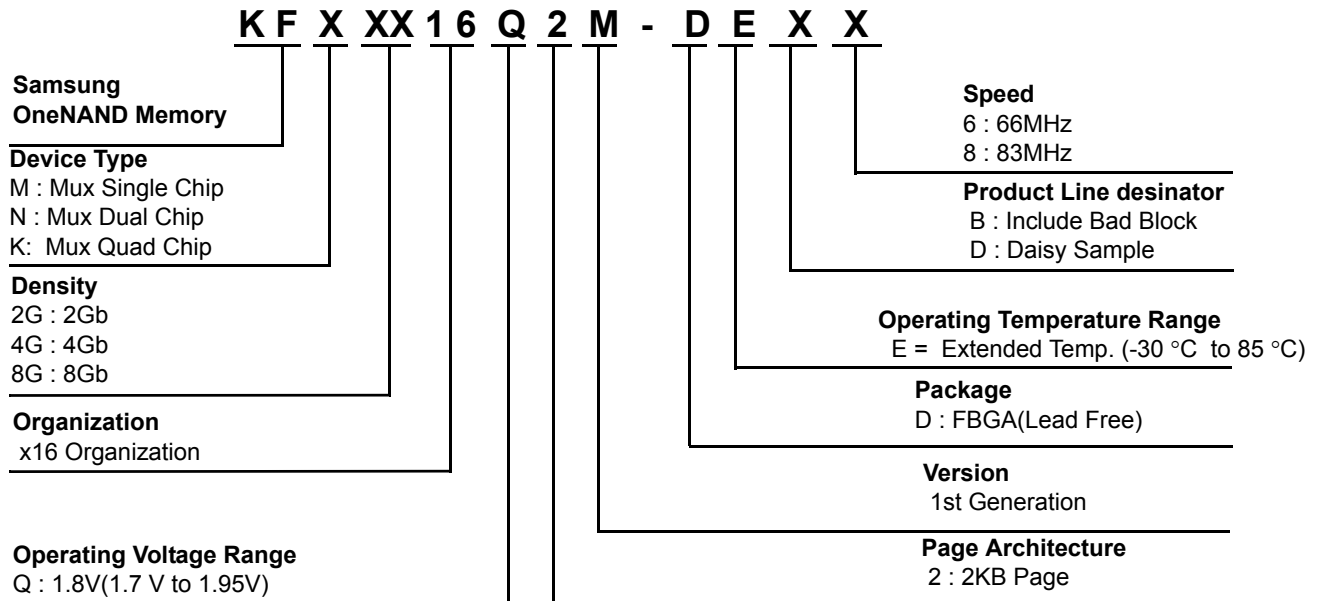 K F X XX 1 6 Q 2 M - D E X X
Samsung
OneNAND Memory
Device Type
M : Mux Single Chip
N : Mux Dual Chip
K: Mux Quad Chip
Density
2G : 2Gb
4G : 4Gb
8G : 8Gb
Organization
x16 Organization
Operating Voltage Range
Q : 1.8V(1.7 V to 1.95V)
Speed
6 : 66MHz
8 : 83MHz
Product Line desinator
B : Include Bad Block
D : Daisy Sample
Operating Temperature Range
E = Extended Temp. (-30 °C to 85 °C)
Package
D : FBGA(Lead Free)
Version
1st Generation
Page Architecture
2 : 2KB Page